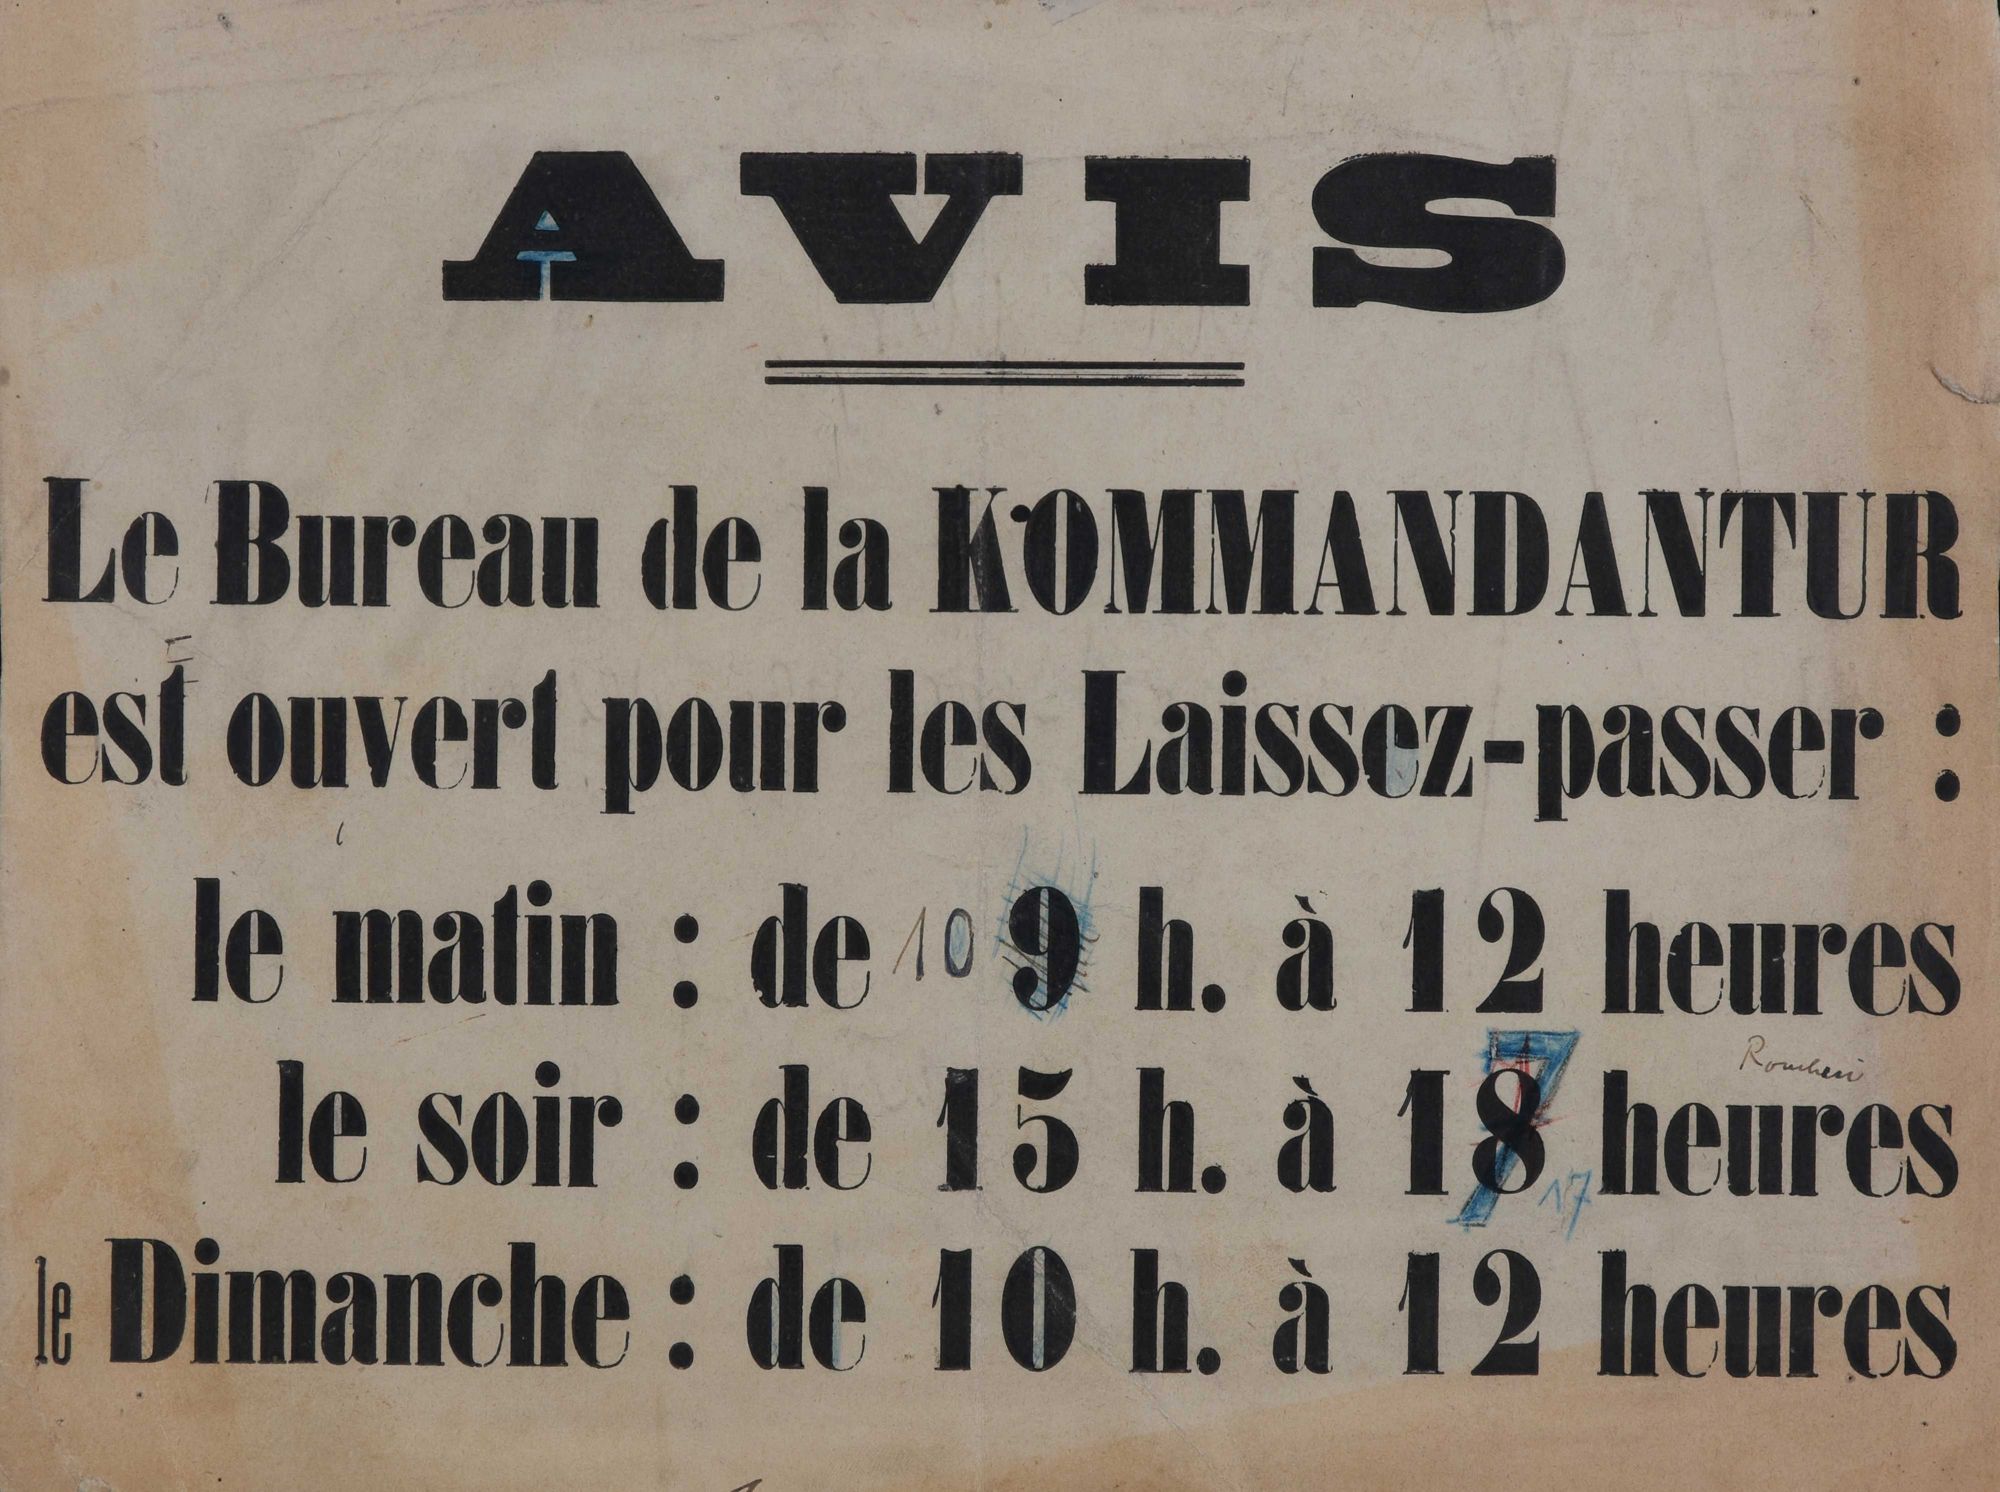 AVIS
Le Bureau de la KOMMANDANTUR
est ouvert pour les Laissez-passer :
le matin : de 10 9 h. à 12 heures
le soir : de 15 h. à 18 7 17 heures
le Dimanche : de 10 h. à 12 heures